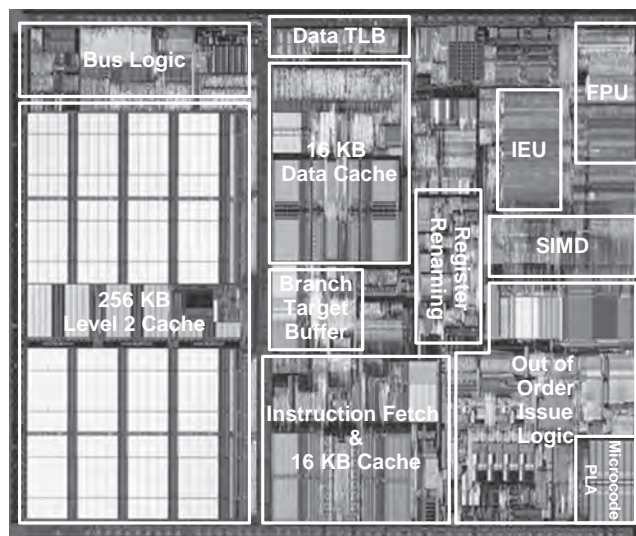 Bus Logic
Data TLB
FPU
16 KB
Data Cache
IEU
Register
Renaming
SIMD
256 KB
Level 2 Cache
Branch
Target
Buffer
Out of
Order
Issue
Logic
Instruction Fetch
&
16 KB Cache
Microcode
PLA